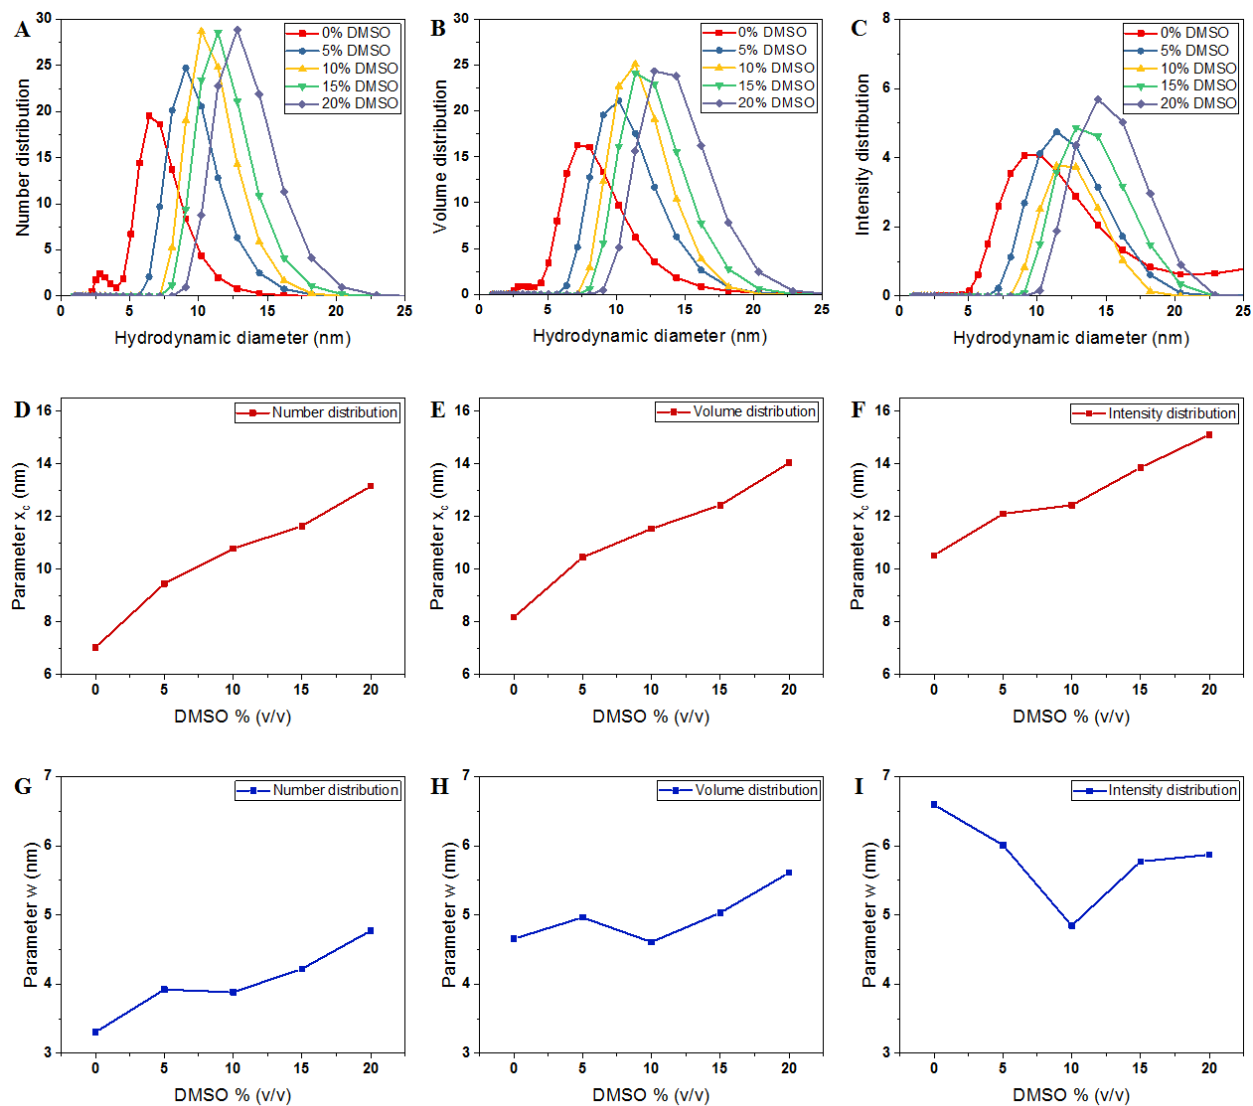 A
Number distribution
30
25
20
15
10
5
0
0% DMSO
5% DMSO
10% DMSO
15% DMSO
20% DMSO
0 5 10 15 20 25
Hydrodynamic diameter (nm)
B
Volume distribution
30
25
20
15
10
5
0
0% DMSO
5% DMSO
10% DMSO
15% DMSO
20% DMSO
0 5 10 15 20 25
Hydrodynamic diameter (nm)
C
Intensity distribution
8
6
4
2
0
0% DMSO
5% DMSO
10% DMSO
15% DMSO
20% DMSO
0 5 10 15 20 25
Hydrodynamic diameter (nm)
D
Parameter xc (nm)
16
14
12
10
8
6
Number distribution
0 5 10 15 20
DMSO % (v/v)
E
Parameter xc (nm)
16
14
12
10
8
6
Volume distribution
0 5 10 15 20
DMSO % (v/v)
F
Parameter xc (nm)
16
14
12
10
8
6
Intensity distribution
0 5 10 15 20
DMSO % (v/v)
G
Parameter w (nm)
7
6
5
4
3
Number distribution
0 5 10 15 20
DMSO % (v/v)
H
Parameter w (nm)
7
6
5
4
3
Volume distribution
0 5 10 15 20
DMSO % (v/v)
I
Parameter w (nm)
7
6
5
4
3
Intensity distribution
0 5 10 15 20
DMSO % (v/v)